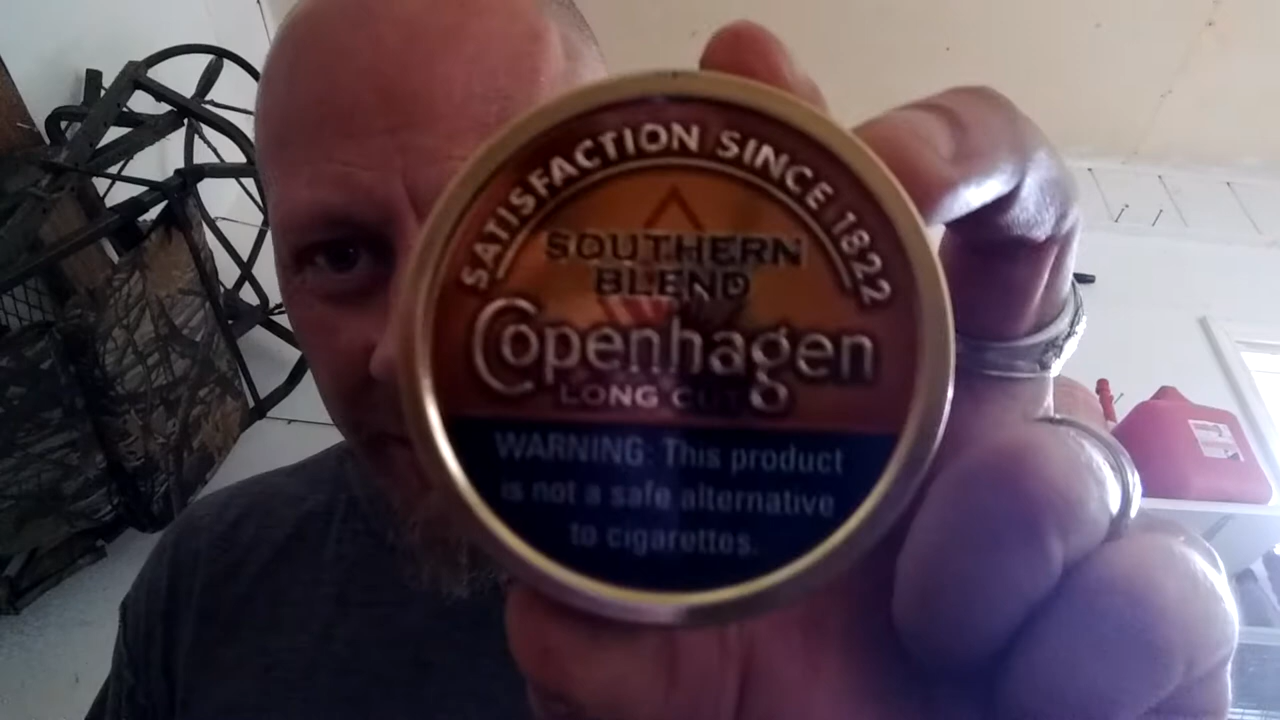 SATISFACTION SINCE 1822
SOUTHERN
BLEND
Copenhagen
LONG CUT
WARNING: This product
is not a safe alternative
to cigarettes.